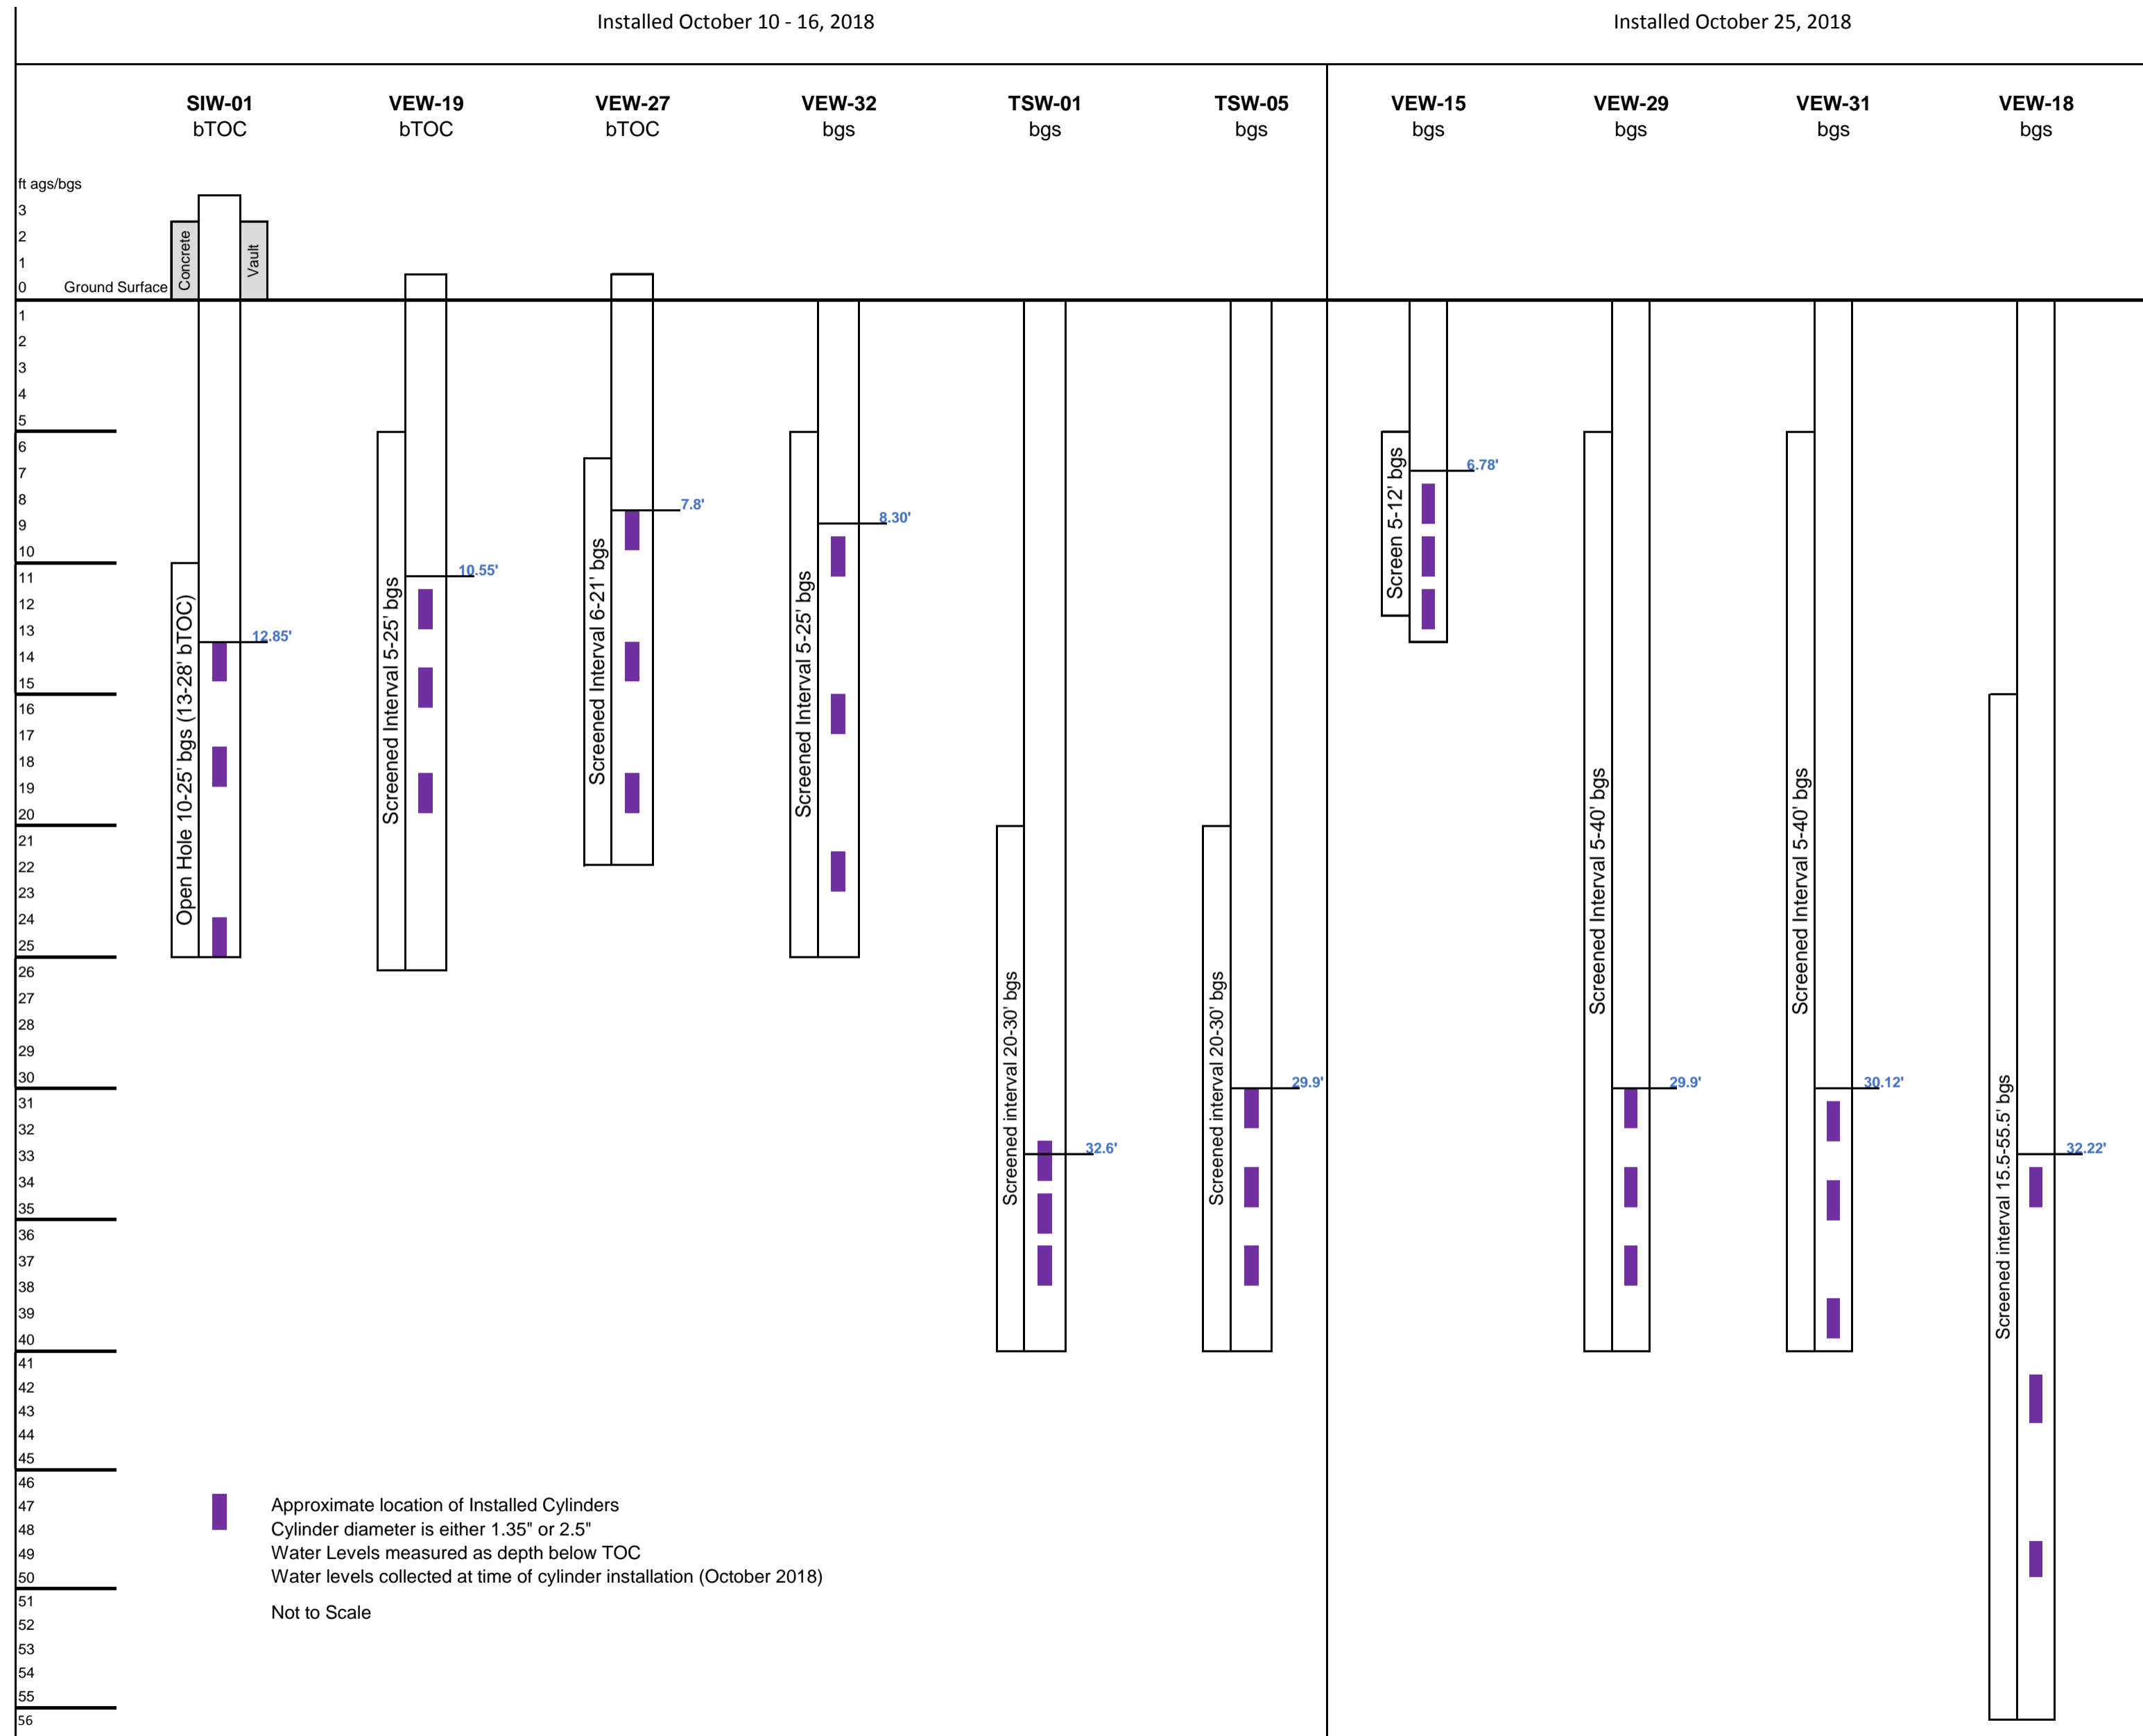 Installed October 10 - 16, 2018
Installed October 25, 2018
SIW-01
bTOC
VEW-19
bTOC
VEW-27
bTOC
VEW-32
bgs
TSW-01
bgs
TSW-05
bgs
VEW-15
bgs
VEW-29
bgs
VEW-31
bgs
VEW-18
bgs
ft ags/bgs
3
2
1
0
Ground Surface
Concrete
Vault
1
2
3
4
5
6
7
8
9
10
11
12
13
14
15
16
17
18
19
20
21
22
23
24
25
26
27
28
29
30
31
32
33
34
35
36
37
38
39
40
41
42
43
44
45
46
47
48
49
50
51
52
53
54
55
56
Open Hole 10-25' bgs (13-28' bTOC)
12.85'
Screened Interval 5-25' bgs
10.55'
Screened Interval 6-21' bgs
7.8'
Screened Interval 5-25' bgs
8.30'
Screened interval 20-30' bgs
32.6'
Screened interval 20-30' bgs
29.9'
Screen 5-12' bgs
6.78'
Screened Interval 5-40' bgs
29.9'
Screened Interval 5-40' bgs
30.12'
Screened interval 15.5-55.5' bgs
32.22'
Approximate location of Installed Cylinders
Cylinder diameter is either 1.35" or 2.5"
Water Levels measured as depth below TOC
Water levels collected at time of cylinder installation (October 2018)
Not to Scale